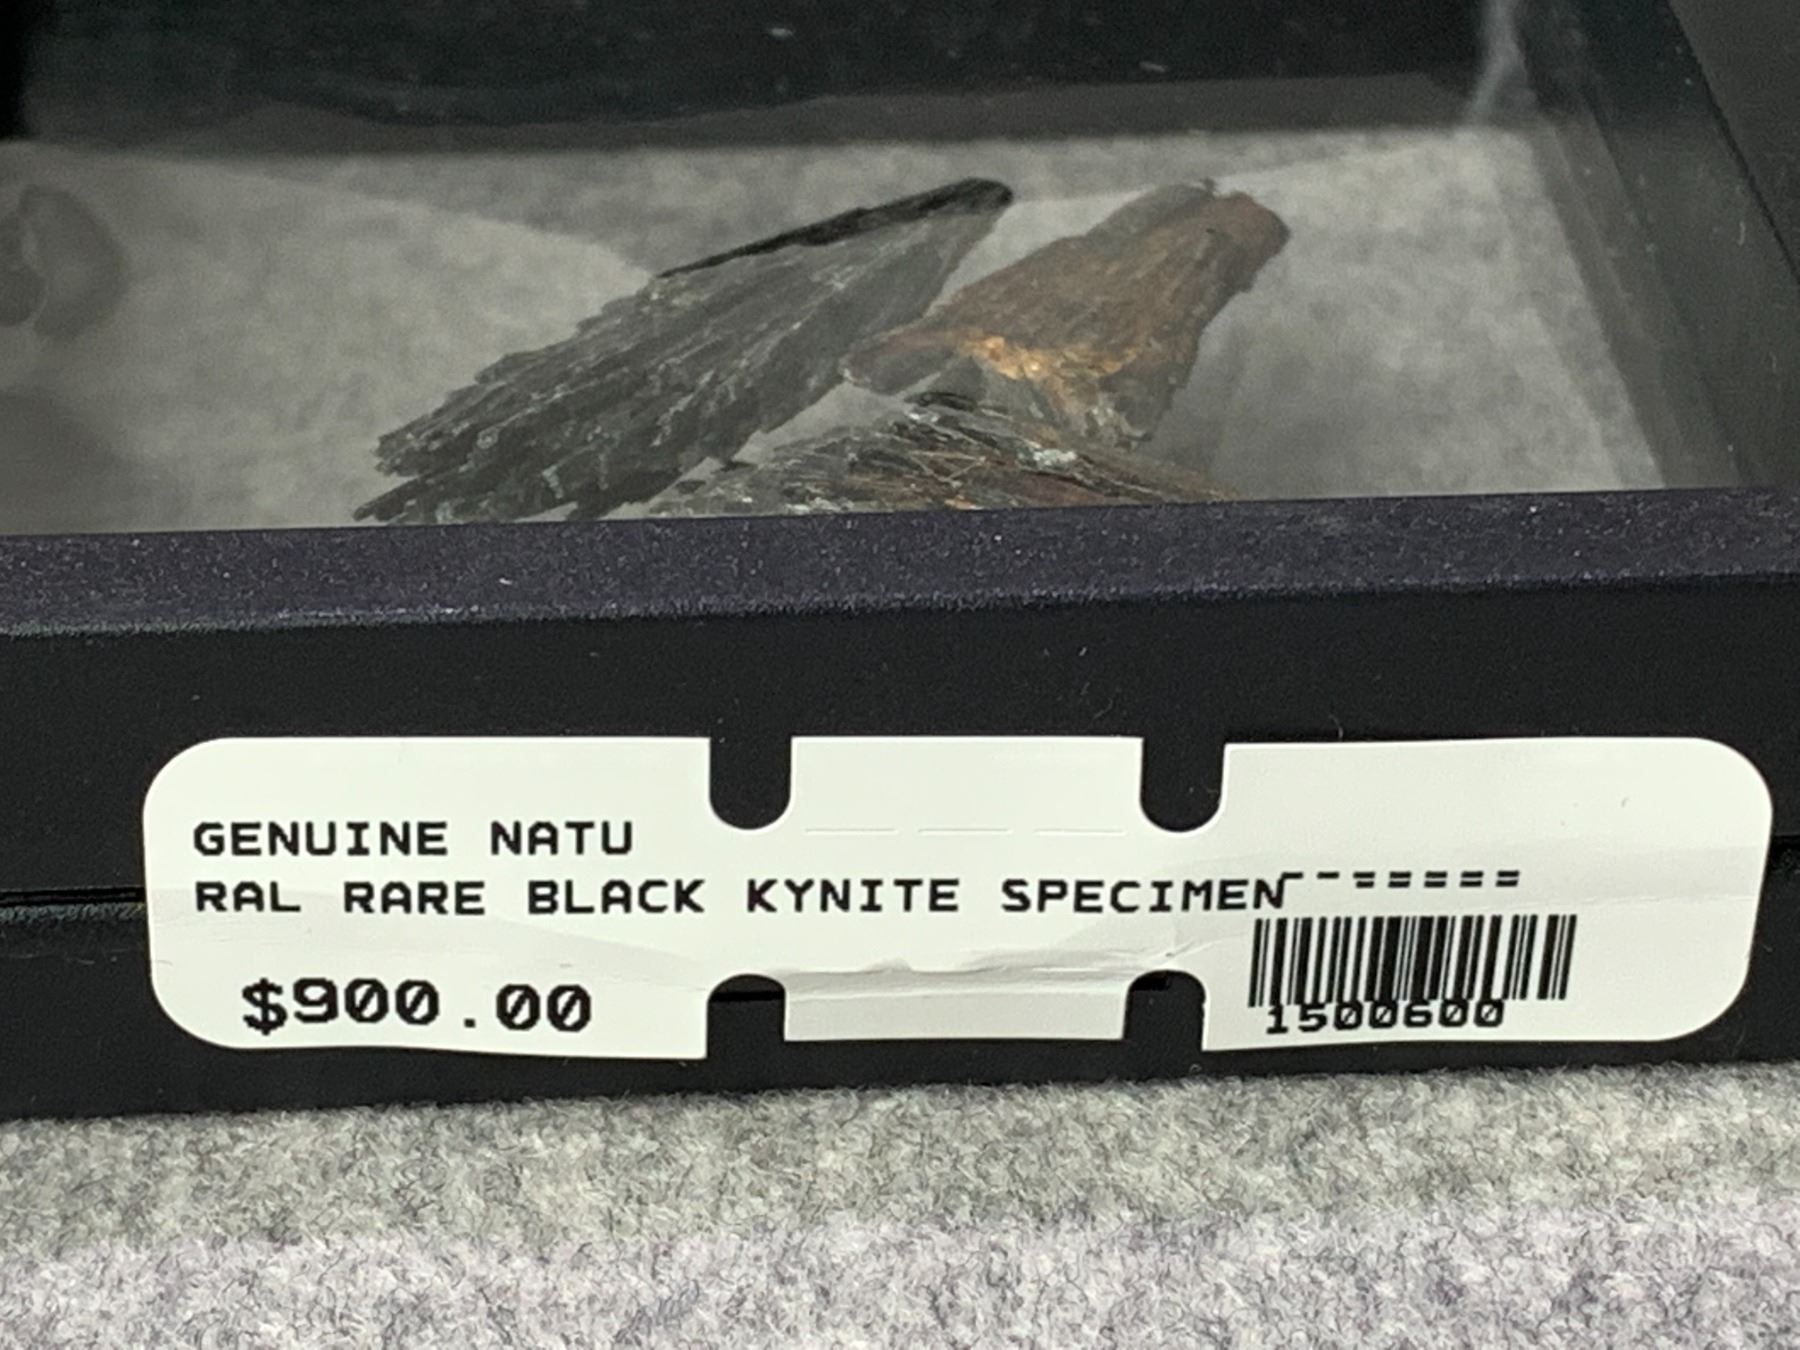 GENUINE NATU
RAL RARE BLACK KYNITE SPECIMEN
$900.00
1500600